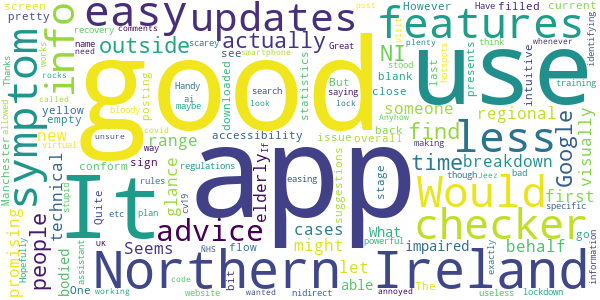 screen pretty easy updates features However Have filled current
recovery comments post
name need Great
info outside actually NI visit
Thanks works scarey smartphone plenty think whenever
rocks see downloaded But blank last stood hotspots identifying
called saying presents intuitive training
symptom good use
yellow posting Handy search lock close someone
empty ai look statistics
bloody maybe
Manchester new unsure covid accessibility issue back regional Google visually
allowed virtual way overall
range elderly suggestions find
conform If
technical sign cases less
glance regulations easing stage time breakdown first
It app would
promising people stupid Quite rules etc plan advice What though Jeez bad specific
Seems might making Anyhow
checker
bodied cv19 flow let impaired behalf go
Hopefully One UK assistant NHS bit able The powerful exactly information
Northern Ireland
working website code wanted nidirect annoyed useless lockdown